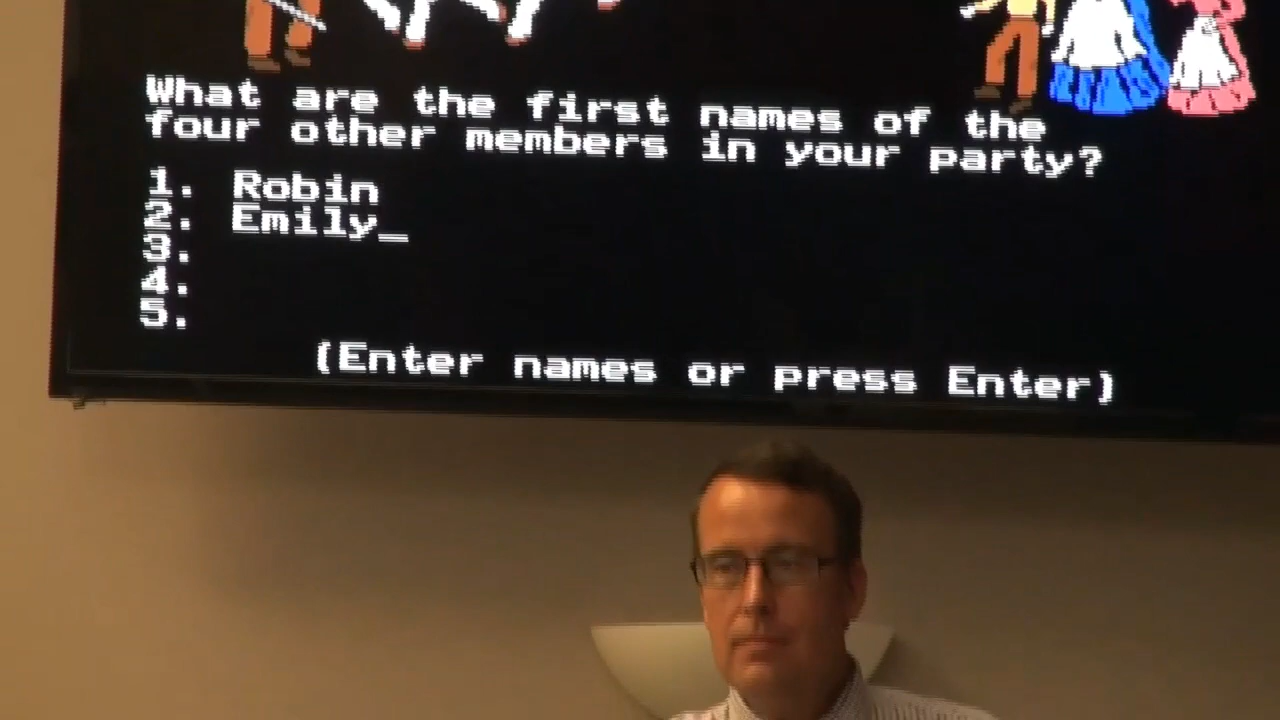 What are the first names of the
four other members in your party?
1. Robin
2. Emily_
3.
4.
5.
(Enter names or press Enter)